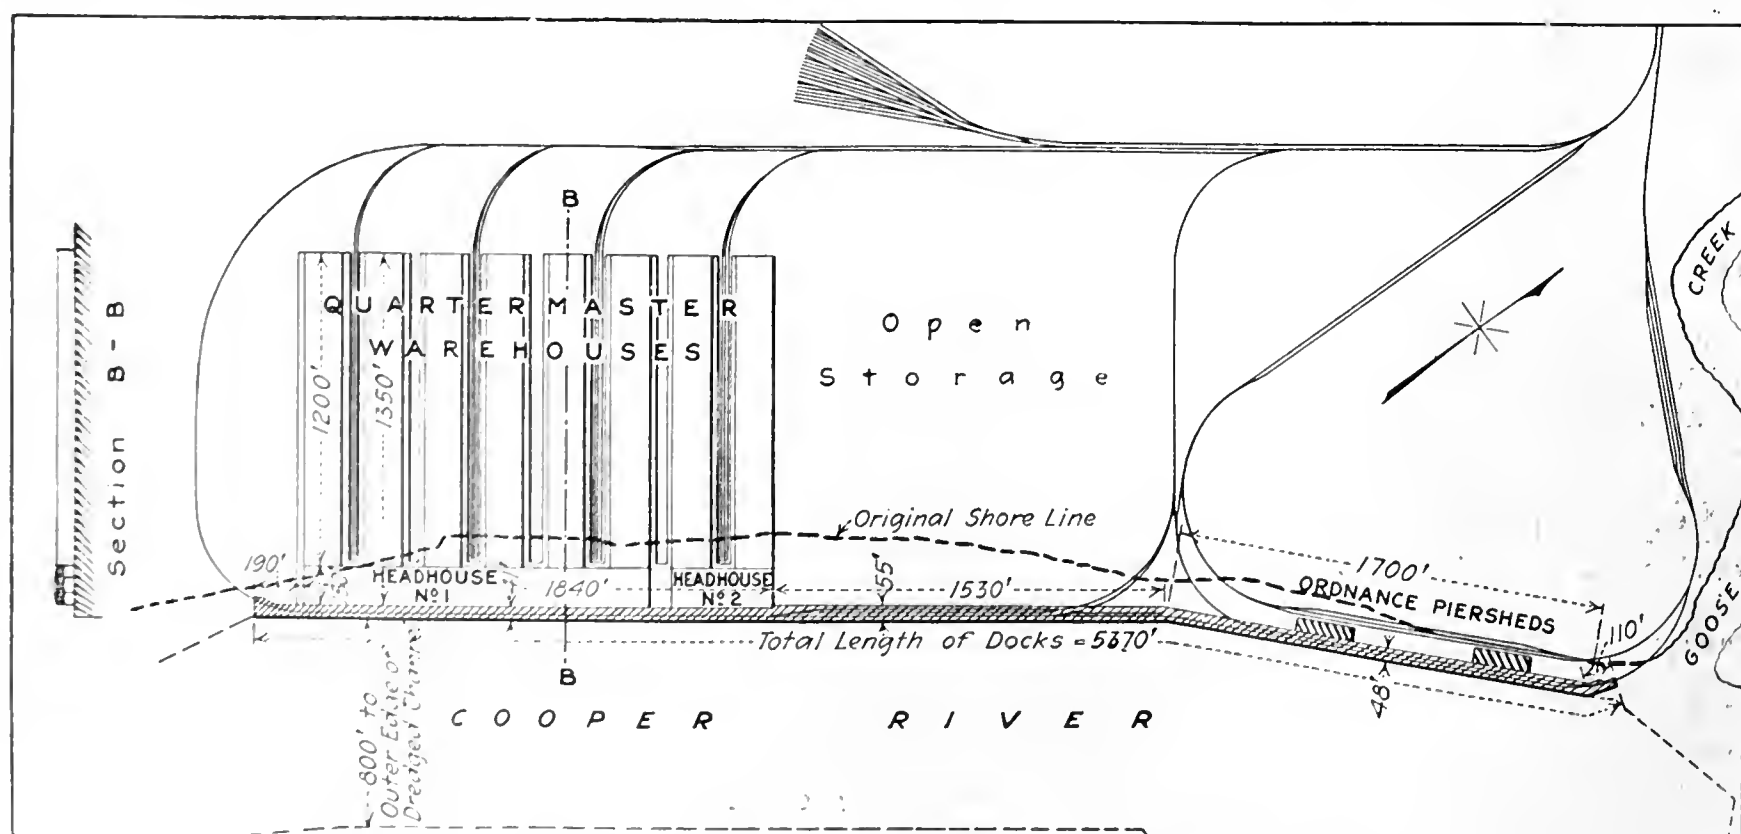 Section B-B
B
QUARTERMASTER
WAREHOUSES
1200'
1350'
Open
Storage
CREEK
GOOSE
Original Shore Line
190'
HEADHOUSE
Nº 1
1840'
HEADHOUSE
Nº 2
55'
1530'
1700'
ORDNANCE PIERSHEDS
110'
48'
Total Length of Docks = 5370'
B
COOPER RIVER
800' to
Outer Edge of
Dredged Channel